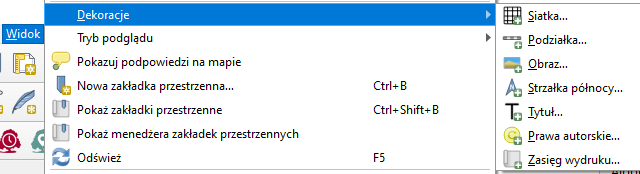 Widok
Dekoracje
Tryb podglądu
Pokazuj podpowiedzi na mapie
Nowa zakładka przestrzenna... Ctrl+B
Pokaż zakładki przestrzenne Ctrl+Shift+B
Pokaż menedżera zakładek przestrzennych
Odśwież F5
Siatka...
Podziałka...
Obraz...
Strzałka północy...
Tytuł...
Prawa autorskie...
Zasięg wydruku...